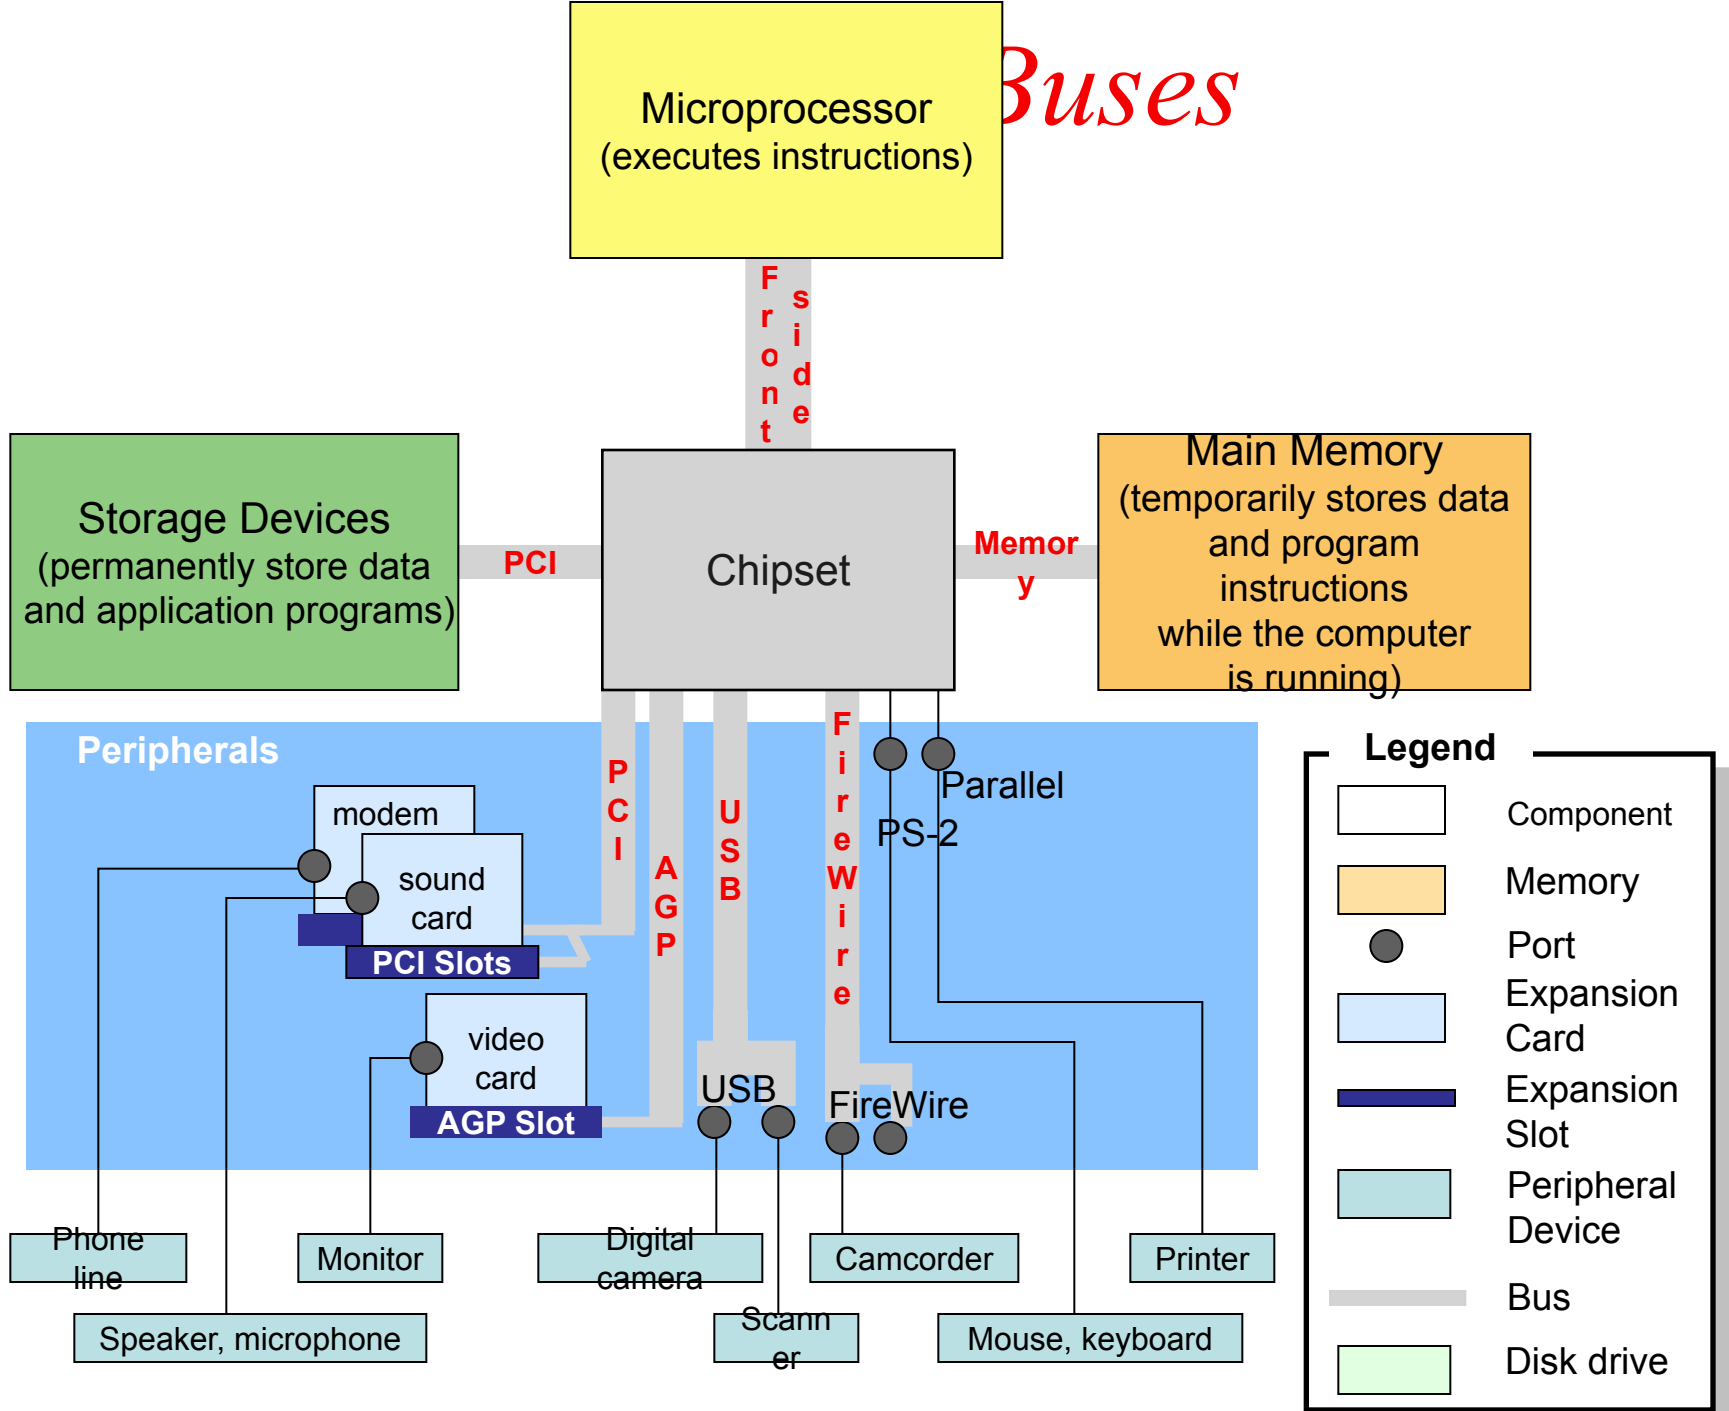 Buses
Microprocessor
(executes instructions)
Front
side
Storage Devices
(permanently store data
and application programs)
PCI
Chipset
Memor
y
Main Memory
(temporarily stores data
and program
instructions
while the computer
is running)
Peripherals
PCI
AGP
USB
FireWire
Parallel
PS-2
modem
sound
card
PCI Slots
video
card
AGP Slot
USB
FireWire
Phone
line
Monitor
Digital
camera
Camcorder
Printer
Speaker, microphone
Scann
er
Mouse, keyboard
Legend
Component
Memory
Port
Expansion
Card
Expansion
Slot
Peripheral
Device
Bus
Disk drive